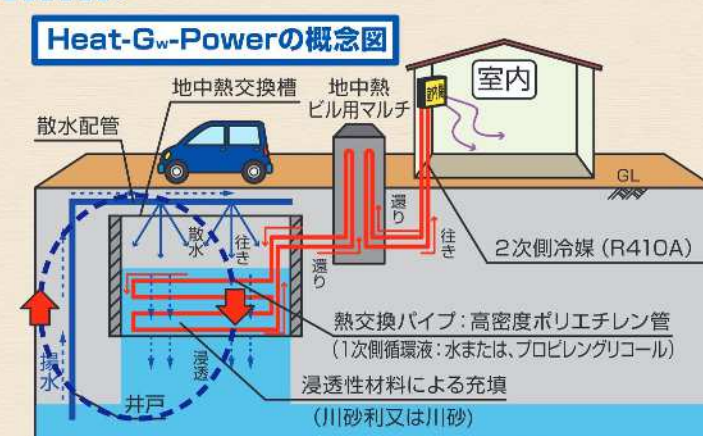 Heat-Gw-Powerの概念図
地中熱交換槽
散水配管
地中熱
ビル用マルチ
室内機
室内
GL
散水
往き
還り
還り
往き
2次側冷媒（R410A）
熱交換パイプ：高密度ポリエチレン管
（1次側循環液：水または、プロピレングリコール）
揚水
浸透
浸透性材料による充填
（川砂利又は川砂）
井戸